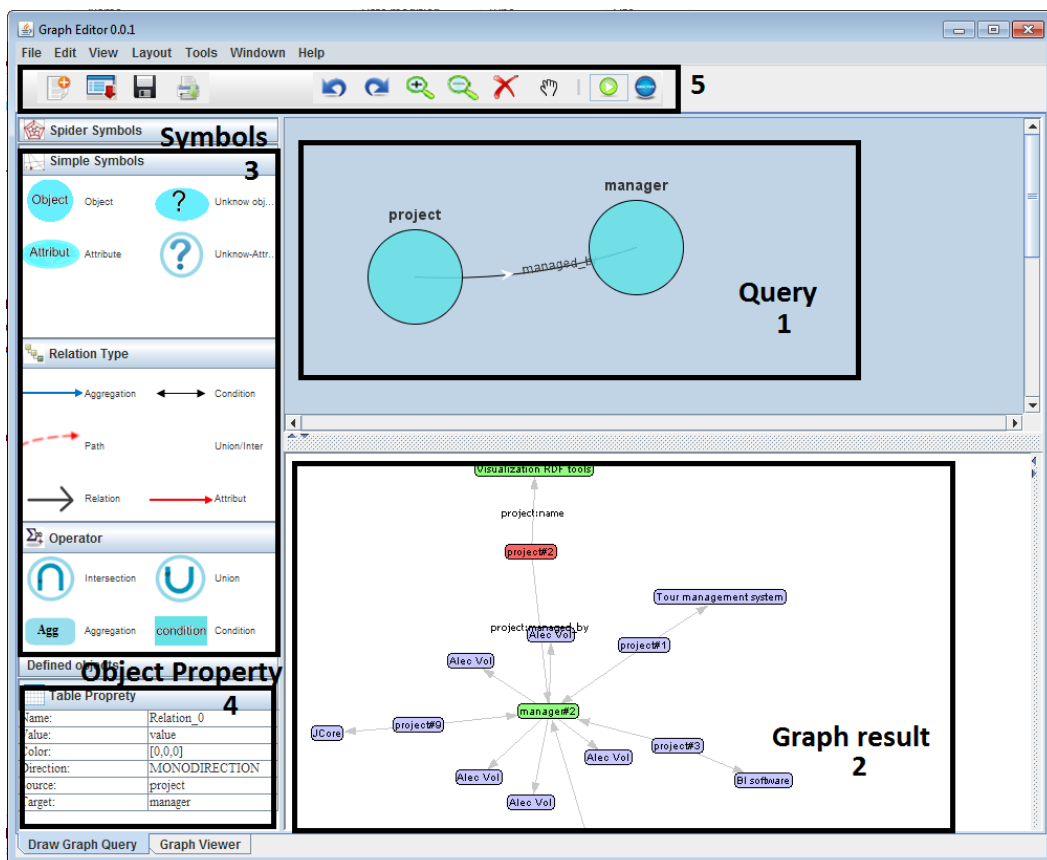 Graph Editor 0.0.1
File Edit View Layout Tools Windown Help
5
Spider Symbols
Symbols
3
Simple Symbols
Object Object ? Unknow obj...
Attribut Attribute ? Unknow-Attr..
Relation Type
Aggregation Condition
Path Union/Inter
Relation Attribut
Operator
Intersection Union
Agg Aggregation condition Condition
Defined objects
Object Property
4
Table Proprety
Name: Relation_0
Value: value
Color: [0,0,0]
Direction: MONODIRECTION
Source: project
Target: manager
Draw Graph Query Graph Viewer
manager
project
managed_b
Query
1
Visualization RDF tools
project:name
project#2
Tour management system
project:managed_by
Alec Vol
project#1
Alec Vol
manager#2
JCore
project#9
project#3
Alec Vol
Alec Vol
BI software
Alec Vol
Graph result
2